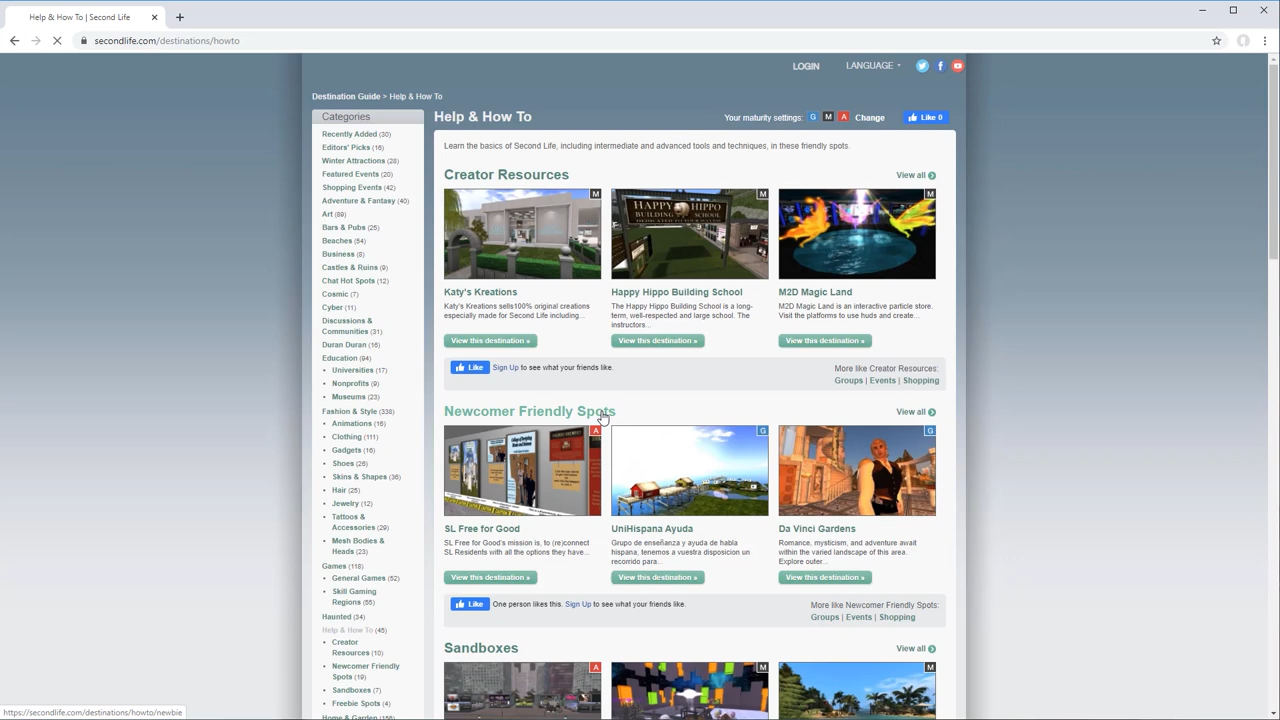 Help & How To | Second Life
secondlife.com/destinations/howto
LOGIN
LANGUAGE
Destination Guide > Help & How To
Categories
Recently Added (30)
Editors' Picks (16)
Winter Attractions (28)
Featured Events (20)
Shopping Events (42)
Adventure & Fantasy (40)
Art (89)
Bars & Pubs (25)
Beaches (54)
Business (8)
Castles & Ruins (9)
Chat Hot Spots (12)
Cosmic (7)
Cyber (11)
Discussions &
Communities (31)
Duran Duran (16)
Education (94)
Universities (17)
Nonprofits (9)
Museums (23)
Fashion & Style (338)
Animations (16)
Clothing (111)
Gadgets (16)
Shoes (26)
Skins & Shapes (36)
Hair (25)
Jewelry (12)
Tattoos &
Accessories (29)
Mesh Bodies &
Heads (23)
Games (118)
General Games (52)
Skill Gaming
Regions (55)
Haunted (34)
Help & How To (45)
Creator
Resources (10)
Newcomer Friendly
Spots (19)
Sandboxes (7)
Freebie Spots (4)
Help & How To
Your maturity settings: G M A Change
Like 0
Learn the basics of Second Life, including intermediate and advanced tools and techniques, in these friendly spots.
Creator Resources
View all
M
HAPPY HIPPO
BUILDING SCHOOL
M
M
Katy's Kreations
Katy's Kreations sells100% original creations
especially made for Second Life including...
View this destination »
Happy Hippo Building School
The Happy Hippo Building School is a long-
term, well-respected and large school. The
instructors...
View this destination »
M2D Magic Land
M2D Magic Land is an interactive particle store.
Visit the platforms to use huds and create...
View this destination »
Like Sign Up to see what your friends like.
More like Creator Resources:
Groups | Events | Shopping
Newcomer Friendly Spots
View all
A
G
G
SL Free for Good
SL Free for Good's mission is, to (re)connect
SL Residents with all the options they have...
View this destination »
UniHispana Ayuda
Grupo de enseñanza y ayuda de habla
hispana, tenemos a vuestra disposicion un
recorrido para...
View this destination »
Da Vinci Gardens
Romance, mysticism, and adventure await
within the varied landscape of this area.
Explore outer...
View this destination »
Like One person likes this. Sign Up to see what your friends like.
More like Newcomer Friendly Spots:
Groups | Events | Shopping
Sandboxes
View all
A
M
M
https://secondlife.com/destinations/howto/newbie